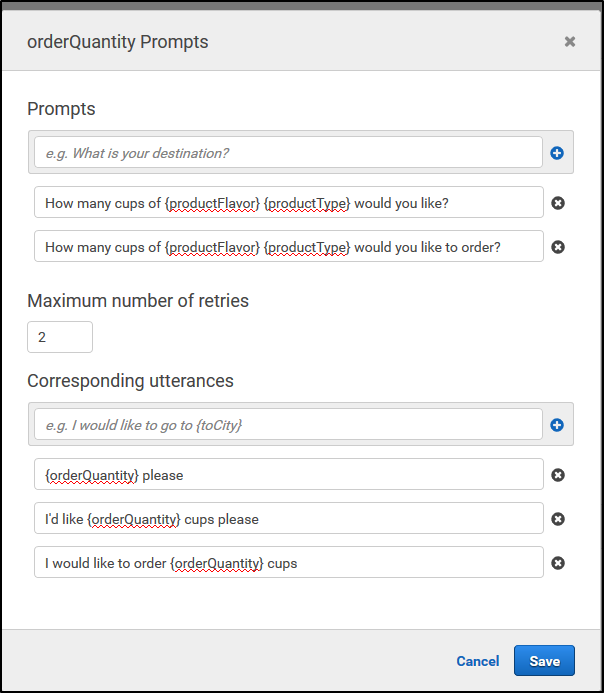 orderQuantity Prompts
Prompts
e.g. What is your destination?
How many cups of {productFlavor} {productType} would you like?
How many cups of {productFlavor} {productType} would you like to order?
Maximum number of retries
2
Corresponding utterances
e.g. I would like to go to {toCity}
{orderQuantity} please
I'd like {orderQuantity} cups please
I would like to order {orderQuantity} cups
Cancel Save